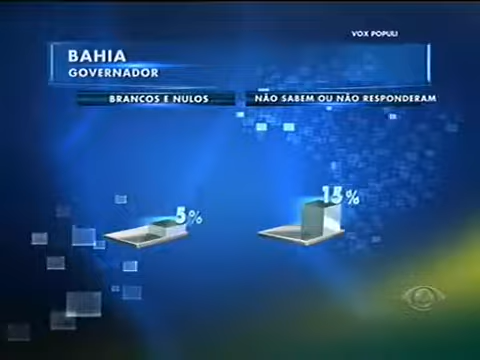 VOX POPULI
BAHIA
GOVERNADOR
BRANCOS E NULOS
NÃO SABEM OU NÃO RESPONDERAM
5%
15%